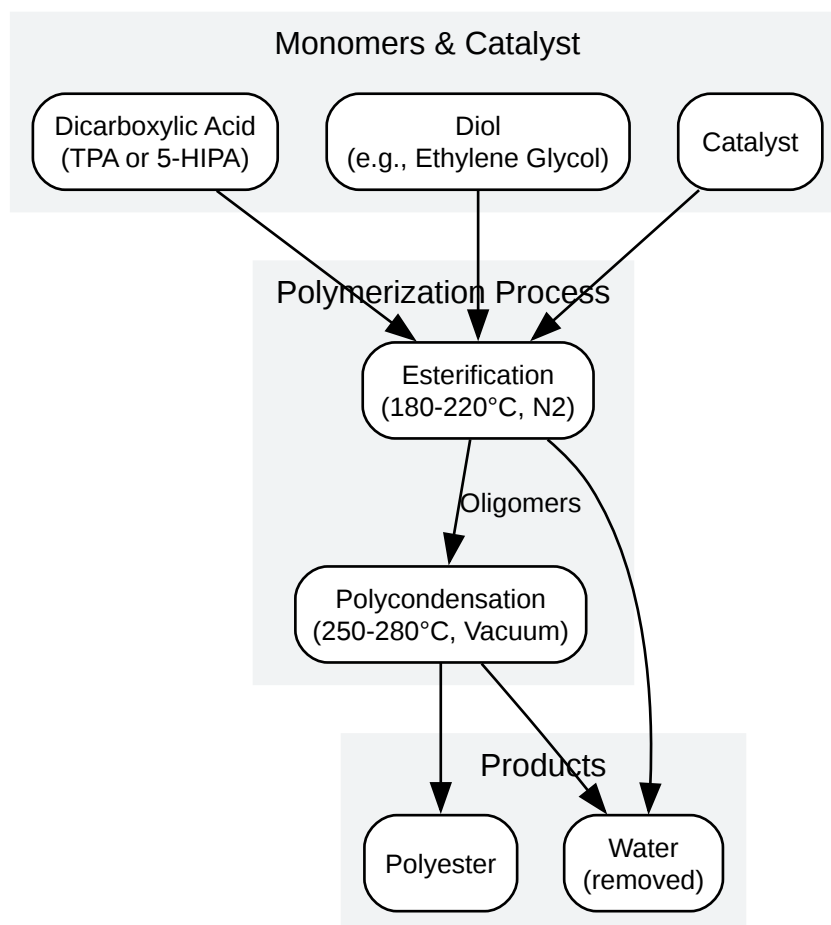 Monomers & Catalyst
Dicarboxylic Acid
(TPA or 5-HIPA)
Diol
(e.g., Ethylene Glycol)
Catalyst
Polymerization Process
Esterification
(180-220°C, N2)
Oligomers
Polycondensation
(250-280°C, Vacuum)
Products
Polyester
Water
(removed)